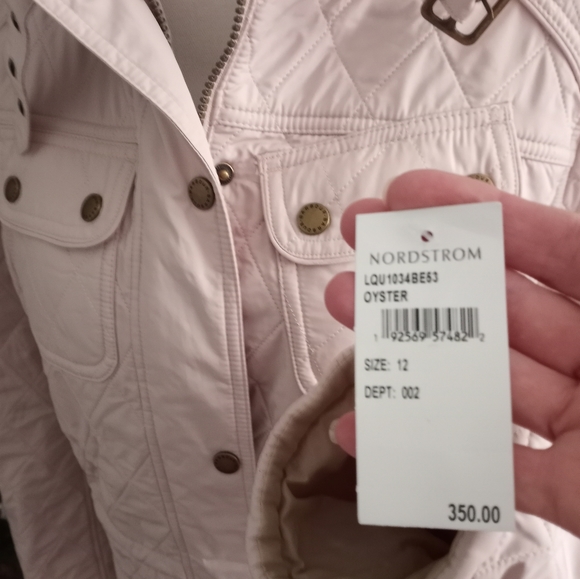 NORDSTROM
LQU1034BE53
OYSTER
1 92569 57482 2
SIZE: 12
DEPT: 002
350.00